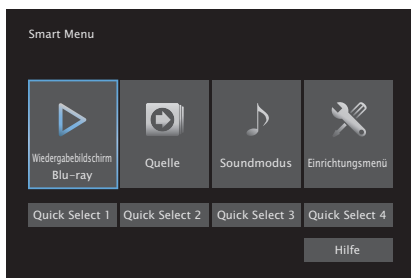 Smart Menu
Wiedergabebildschirm
Blu-ray
Quelle
Soundmodus
Einrichtungsmenü
Quick Select 1
Quick Select 2
Quick Select 3
Quick Select 4
Hilfe